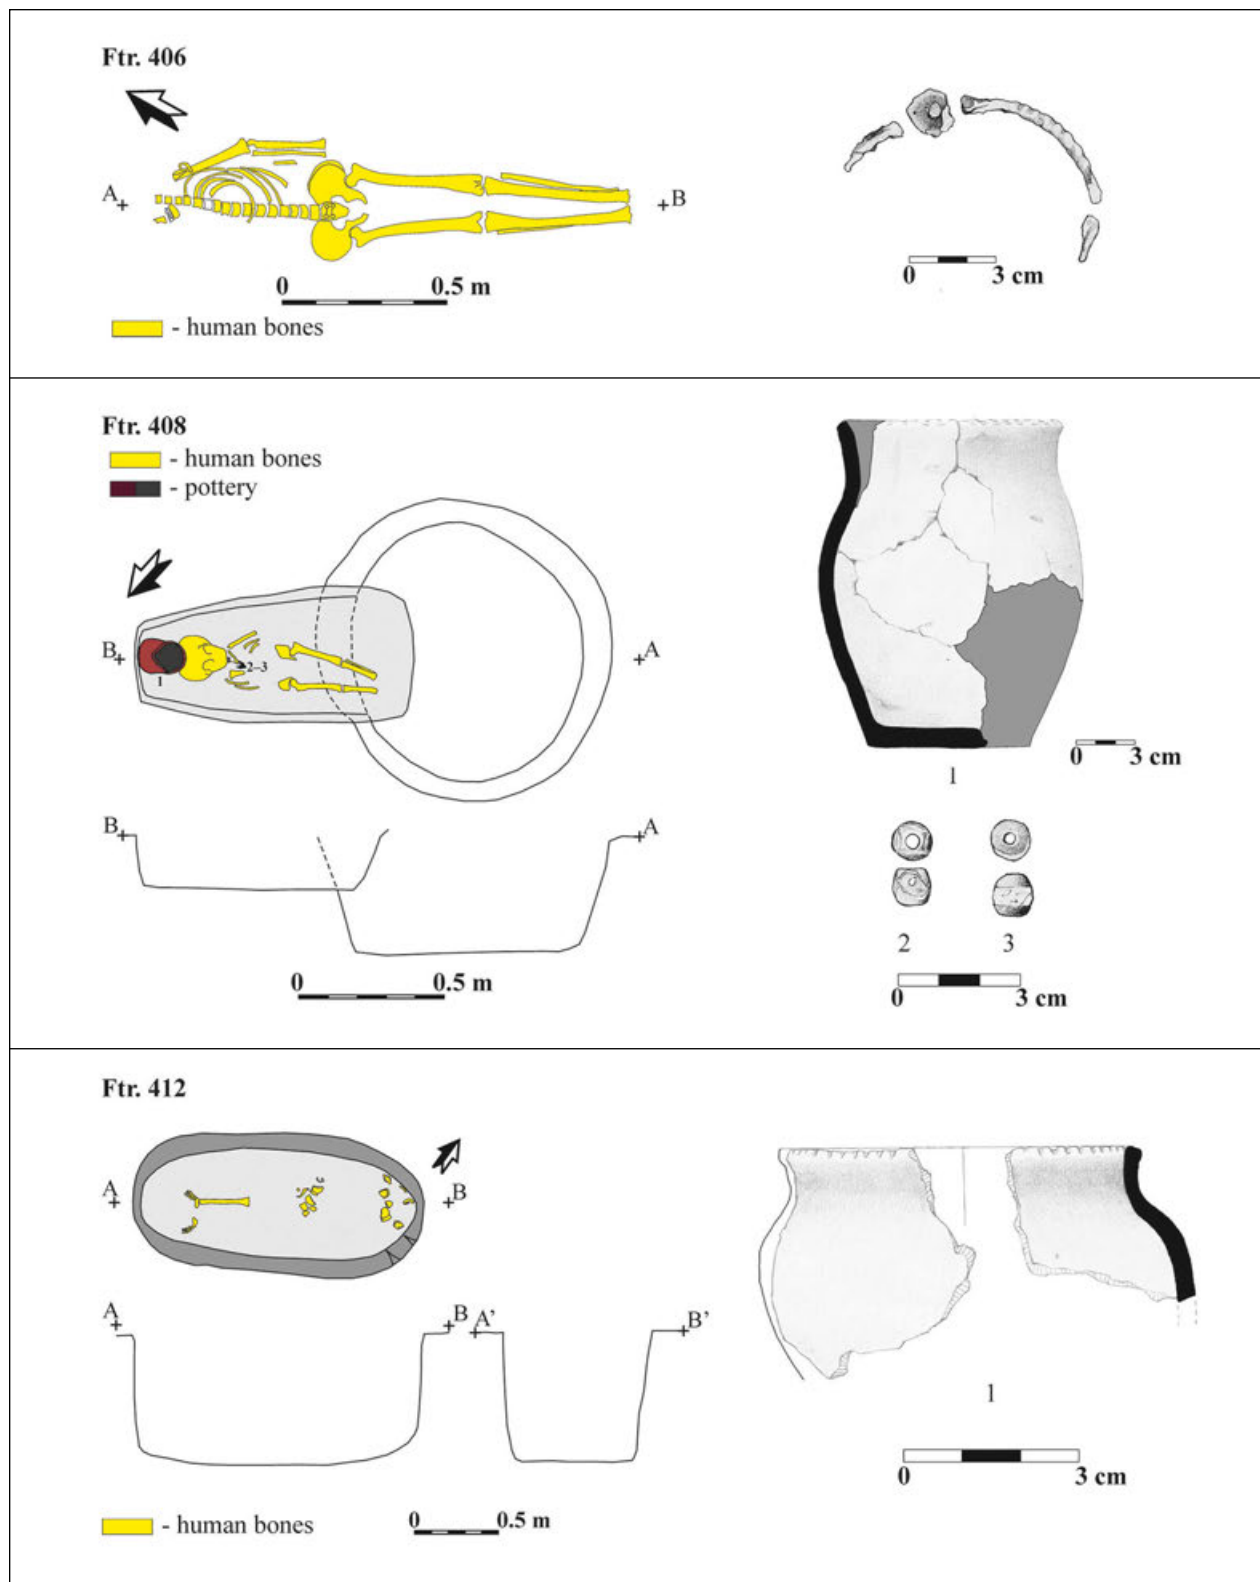 Ftr. 406
A
B
0 0.5 m
- human bones
0 3 cm
Ftr. 408
- human bones
- pottery
B
1
2–3
A
B
A
0 0.5 m
1
0 3 cm
2 3
0 3 cm
Ftr. 412
A
B
A
B A’
B’
- human bones
0 0.5 m
1
0 3 cm